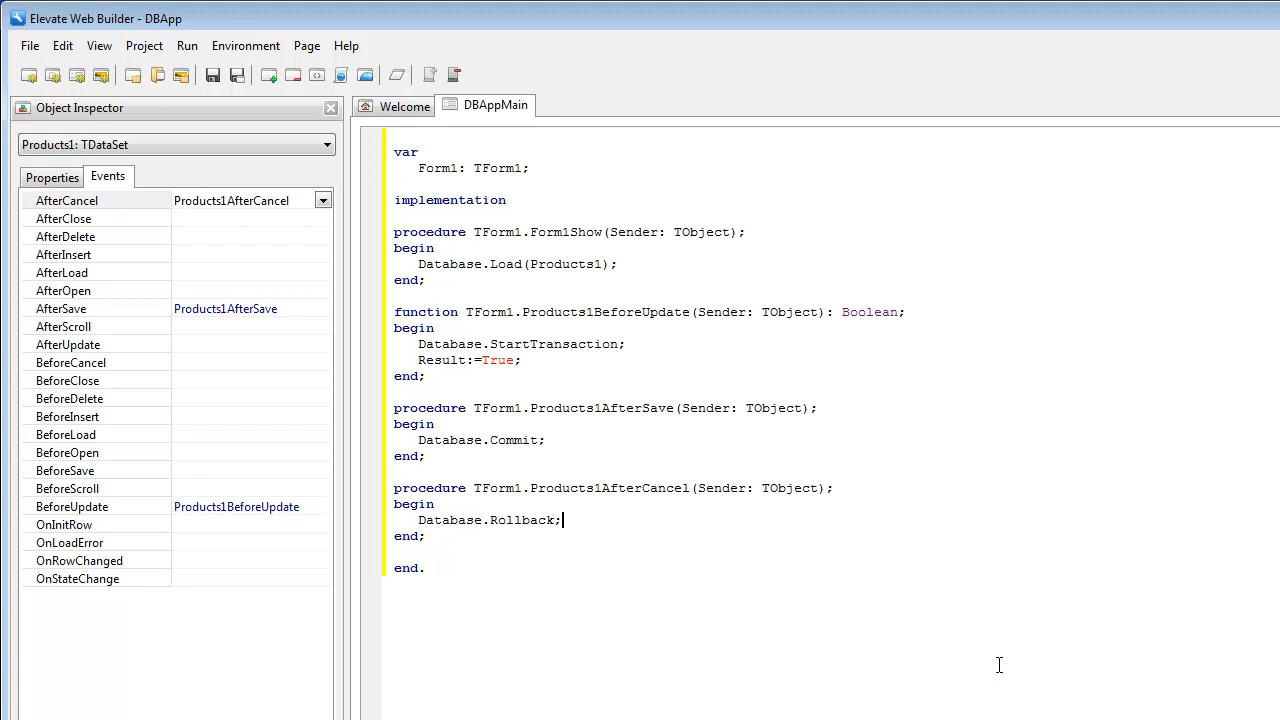 Elevate Web Builder - DBApp
File Edit View Project Run Environment Page Help
Object Inspector
Welcome
DBAppMain
Products1: TDataSet
Properties
Events
AfterCancel Products1AfterCancel
AfterClose
AfterDelete
AfterInsert
AfterLoad
AfterOpen
AfterSave Products1AfterSave
AfterScroll
AfterUpdate
BeforeCancel
BeforeClose
BeforeDelete
BeforeInsert
BeforeLoad
BeforeOpen
BeforeSave
BeforeScroll
BeforeUpdate Products1BeforeUpdate
OnInitRow
OnLoadError
OnRowChanged
OnStateChange
var
Form1: TForm1;
implementation
procedure TForm1.Form1Show(Sender: TObject);
begin
Database.Load(Products1);
end;
function TForm1.Products1BeforeUpdate(Sender: TObject): Boolean;
begin
Database.StartTransaction;
Result:=True;
end;
procedure TForm1.Products1AfterSave(Sender: TObject);
begin
Database.Commit;
end;
procedure TForm1.Products1AfterCancel(Sender: TObject);
begin
Database.Rollback;
end;
end.